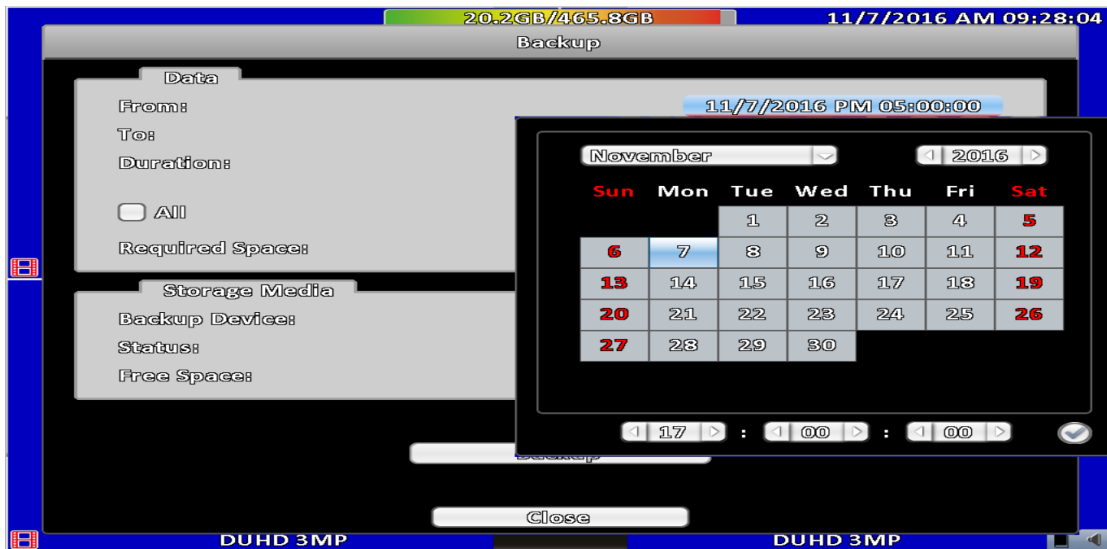 20.2GB/465.8GB 11/7/2016 AM 09:28:04
Backup
Data
From: 11/7/2016 PM 05:00:00
To:
Duration:
All
Required Space:
Storage Media
Backup Device:
Status:
Free Space:
November 2016
Sun Mon Tue Wed Thu Fri Sat
1 2 3 4 5
6 7 8 9 10 11 12
13 14 15 16 17 18 19
20 21 22 23 24 25 26
27 28 29 30
17 : 00 : 00
Backup
Close
DUHD 3MP DUHD 3MP